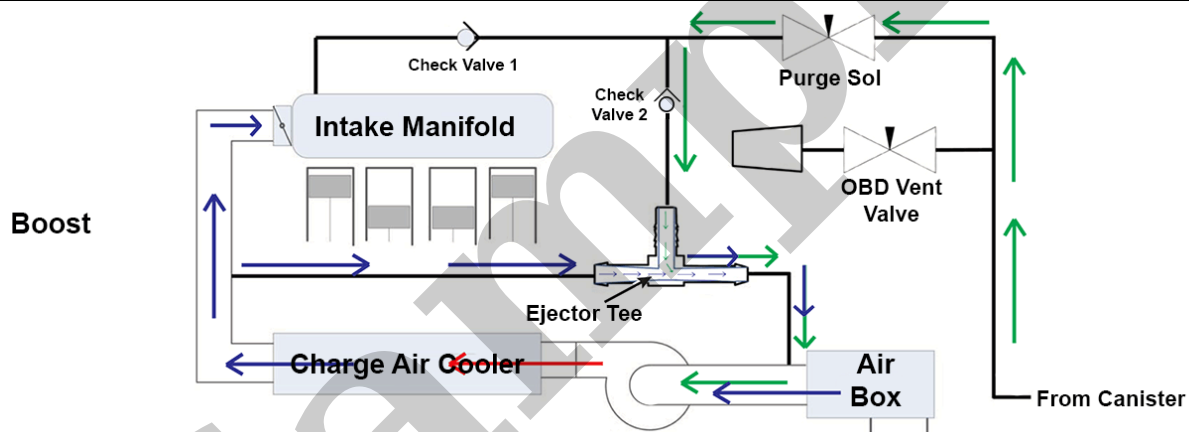 Check Valve 1
Purge Sol
Check
Valve 2
Intake Manifold
OBD Vent
Valve
Boost
Ejector Tee
Charge Air Cooler
Air
Box
From Canister